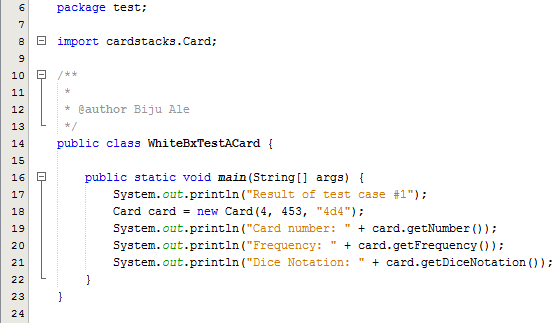 6 package test;
7
8 import cardstacks.Card;
9
10 /**
11 *
12 * @author Biju Ale
13 */
14 public class WhiteBxTestACard {
15
16 public static void main(String[] args) {
17 System.out.println("Result of test case #1");
18 Card card = new Card(4, 453, "4d4");
19 System.out.println("Card number: " + card.getNumber());
20 System.out.println("Frequency: " + card.getFrequency());
21 System.out.println("Dice Notation: " + card.getDiceNotation());
22 }
23 }
24